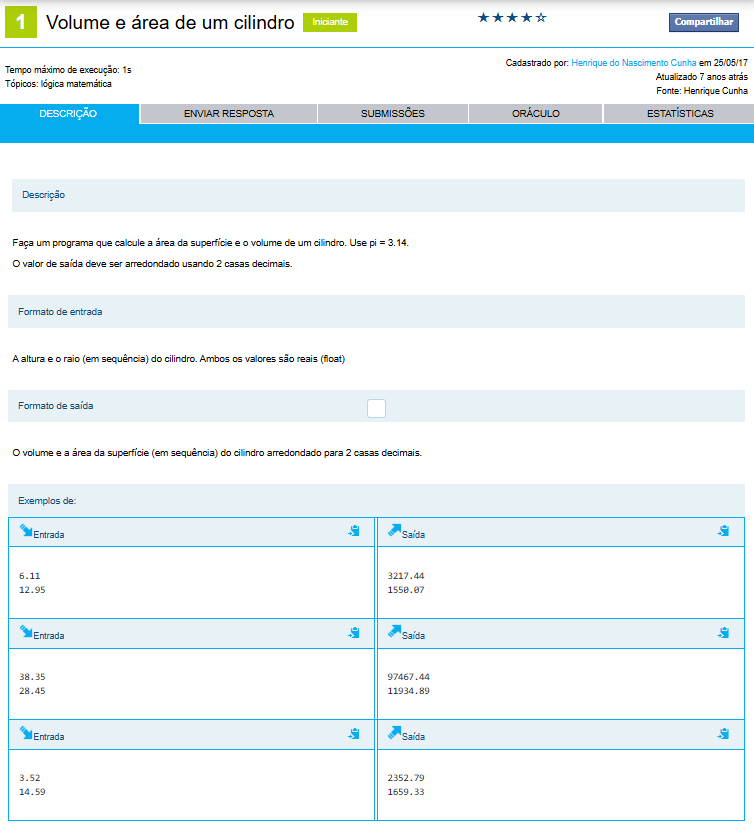 1 Volume e área de um cilindro Iniciante ★★★★☆ Compartilhar
Cadastrado por: Henrique do Nascimento Cunha em 25/05/17
Tempo máximo de execução: 1s
Atualizado 7 anos atrás
Tópicos: lógica matemática
Fonte: Henrique Cunha
DESCRIÇÃO ENVIAR RESPOSTA SUBMISSÕES ORÁCULO ESTATÍSTICAS
Descrição
Faça um programa que calcule a área da superfície e o volume de um cilindro. Use pi = 3.14.
O valor de saída deve ser arredondado usando 2 casas decimais.
Formato de entrada
A altura e o raio (em sequência) do cilindro. Ambos os valores são reais (float)
Formato de saída
O volume e a área da superfície (em sequência) do cilindro arredondado para 2 casas decimais.
Exemplos de:
Entrada Saída
6.11 3217.44
12.95 1550.07
Entrada Saída
38.35 97467.44
28.45 11934.89
Entrada Saída
3.52 2352.79
14.59 1659.33